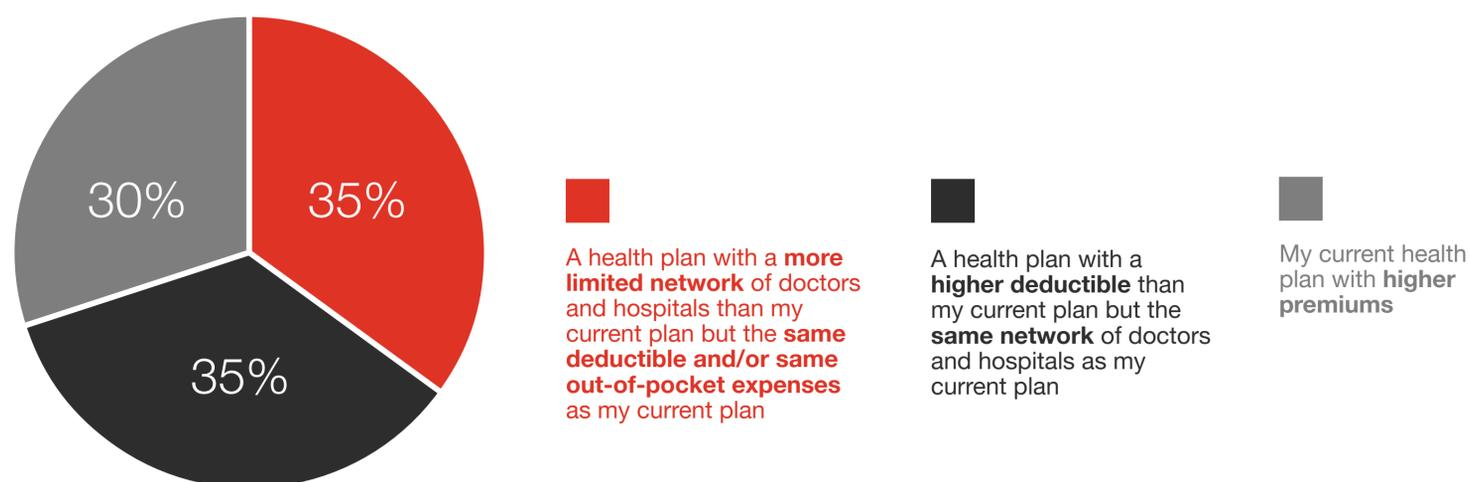 30%
35%
35%
A health plan with a more
limited network of doctors
and hospitals than my
current plan but the same
deductible and/or same
out-of-pocket expenses
as my current plan
A health plan with a
higher deductible than
my current plan but the
same network of doctors
and hospitals as my
current plan
My current health
plan with higher
premiums